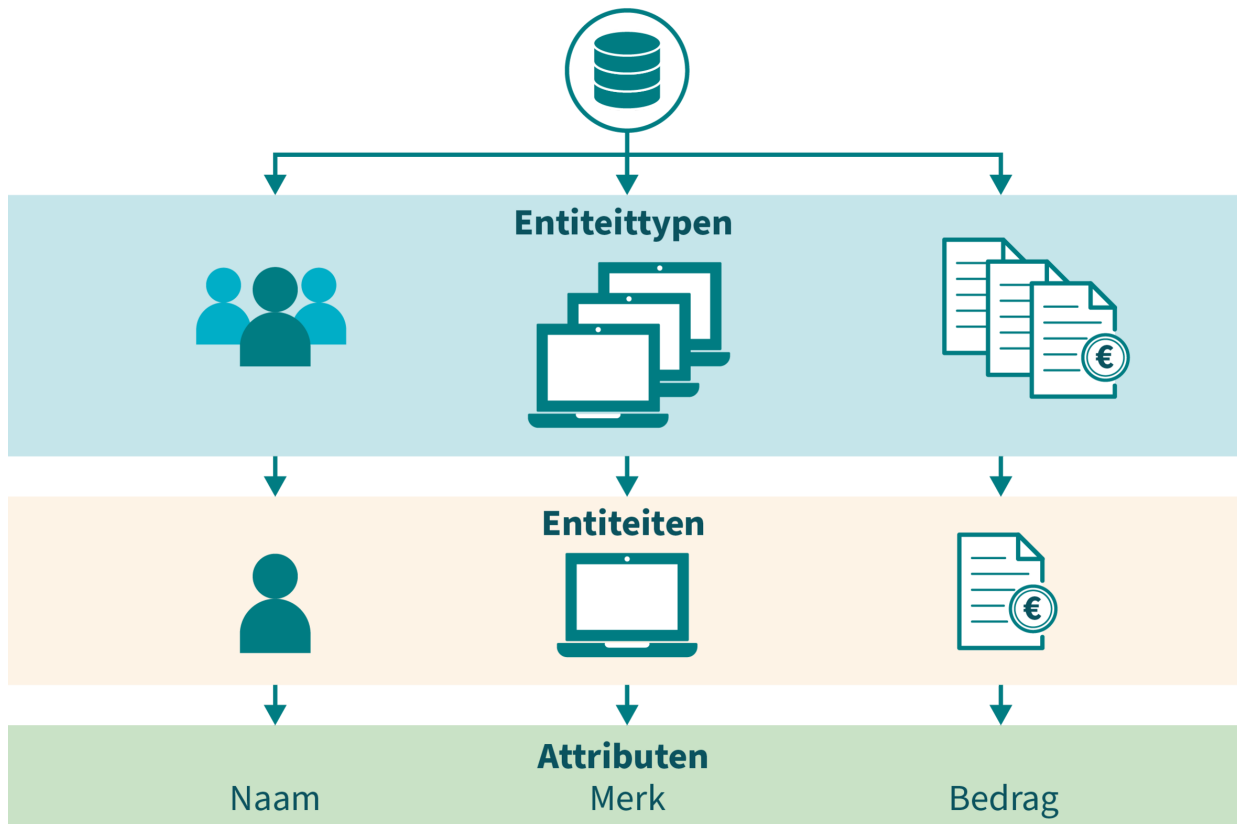 Entiteittypen
€
Entiteiten
€
Attributen
Naam
Merk
Bedrag